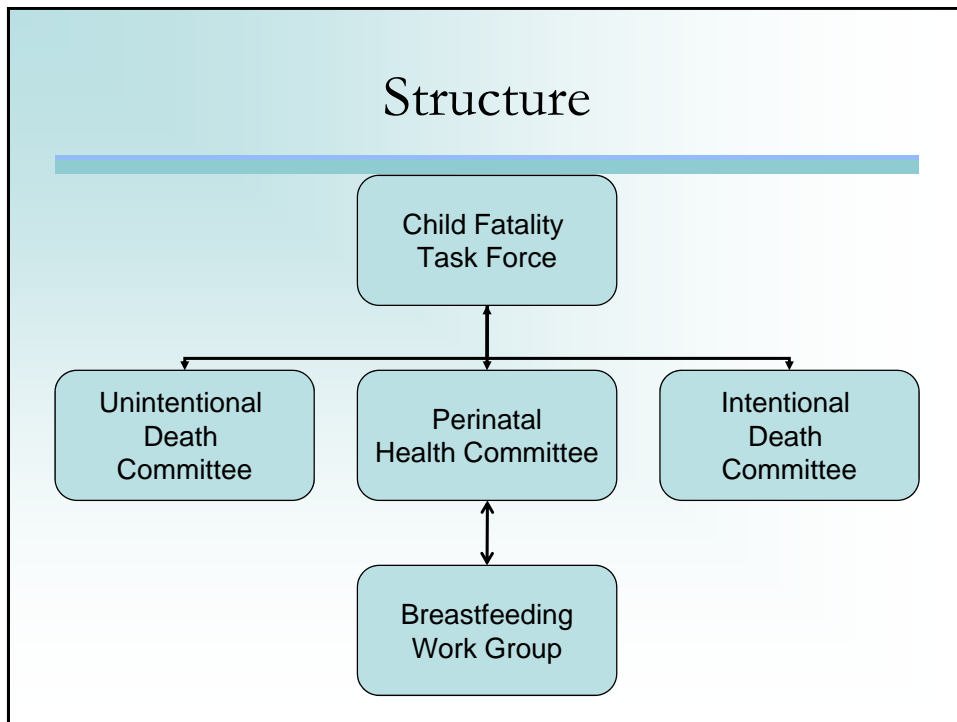 Structure
Child Fatality
Task Force
Unintentional
Death
Committee
Perinatal
Health Committee
Intentional
Death
Committee
Breastfeeding
Work Group